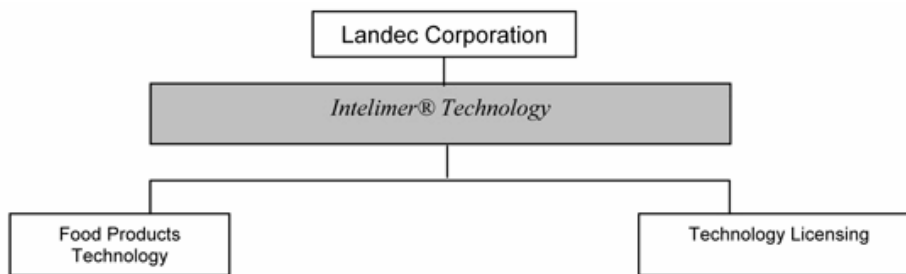 Landec Corporation
Intelimer® Technology
Food Products
Technology
Technology Licensing